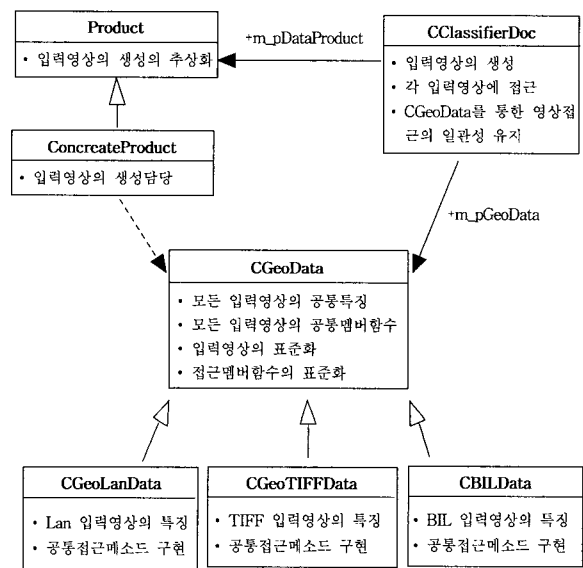 Product
• 입력영상의 생성의 추상화
+m_pDataProduct
CClassifierDoc
• 입력영상의 생성
• 각 입력영상에 접근
• CGeoData를 통한 영상접
근의 일관성 유지
ConcreateProduct
• 입력영상의 생성담당
+m_pGeoData
CGeoData
• 모든 입력영상의 공통특징
• 모든 입력영상의 공통멤버함수
• 입력영상의 표준화
• 접근멤버함수의 표준화
CGeoLanData
• Lan 입력영상의 특징
• 공통접근메소드 구현
CGeoTIFFData
• TIFF 입력영상의 특징
• 공통접근메소드 구현
CBILData
• BIL 입력영상의 특징
• 공통접근메소드 구현